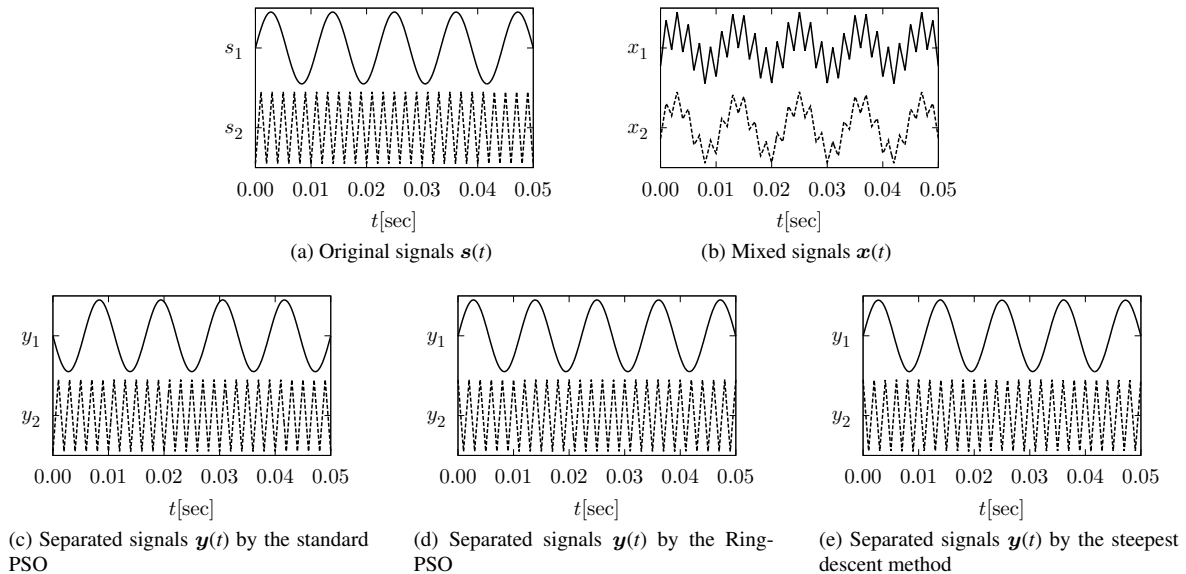 s1
s2
0.00 0.01 0.02 0.03 0.04 0.05
t[sec]
(a) Original signals s(t)
x1
x2
0.00 0.01 0.02 0.03 0.04 0.05
t[sec]
(b) Mixed signals x(t)
y1
y2
0.00 0.01 0.02 0.03 0.04 0.05
t[sec]
(c) Separated signals y(t) by the standard
PSO
y1
y2
0.00 0.01 0.02 0.03 0.04 0.05
t[sec]
(d) Separated signals y(t) by the Ring-
PSO
y1
y2
0.00 0.01 0.02 0.03 0.04 0.05
t[sec]
(e) Separated signals y(t) by the steepest
descent method